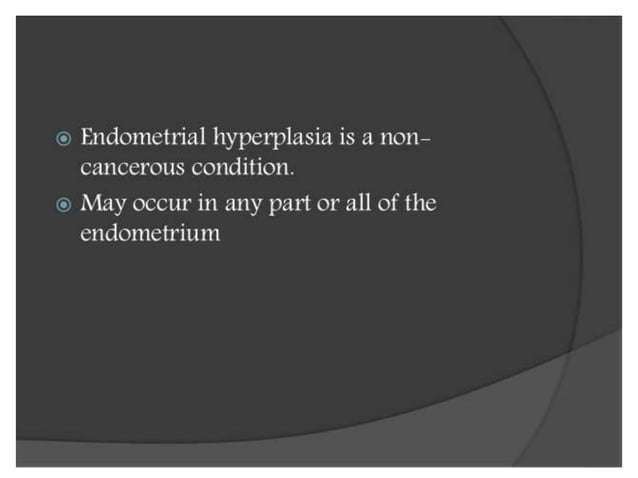 Endometrial hyperplasia is a non-
cancerous condition.
May occur in any part or all of the
endometrium